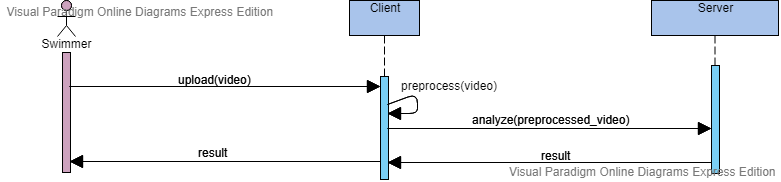 Visual Paradigm Online Diagrams Express Edition
Client
Server
Swimmer
upload(video)
preprocess(video)
analyze(preprocessed_video)
result
result
Visual Paradigm Online Diagrams Express Edition